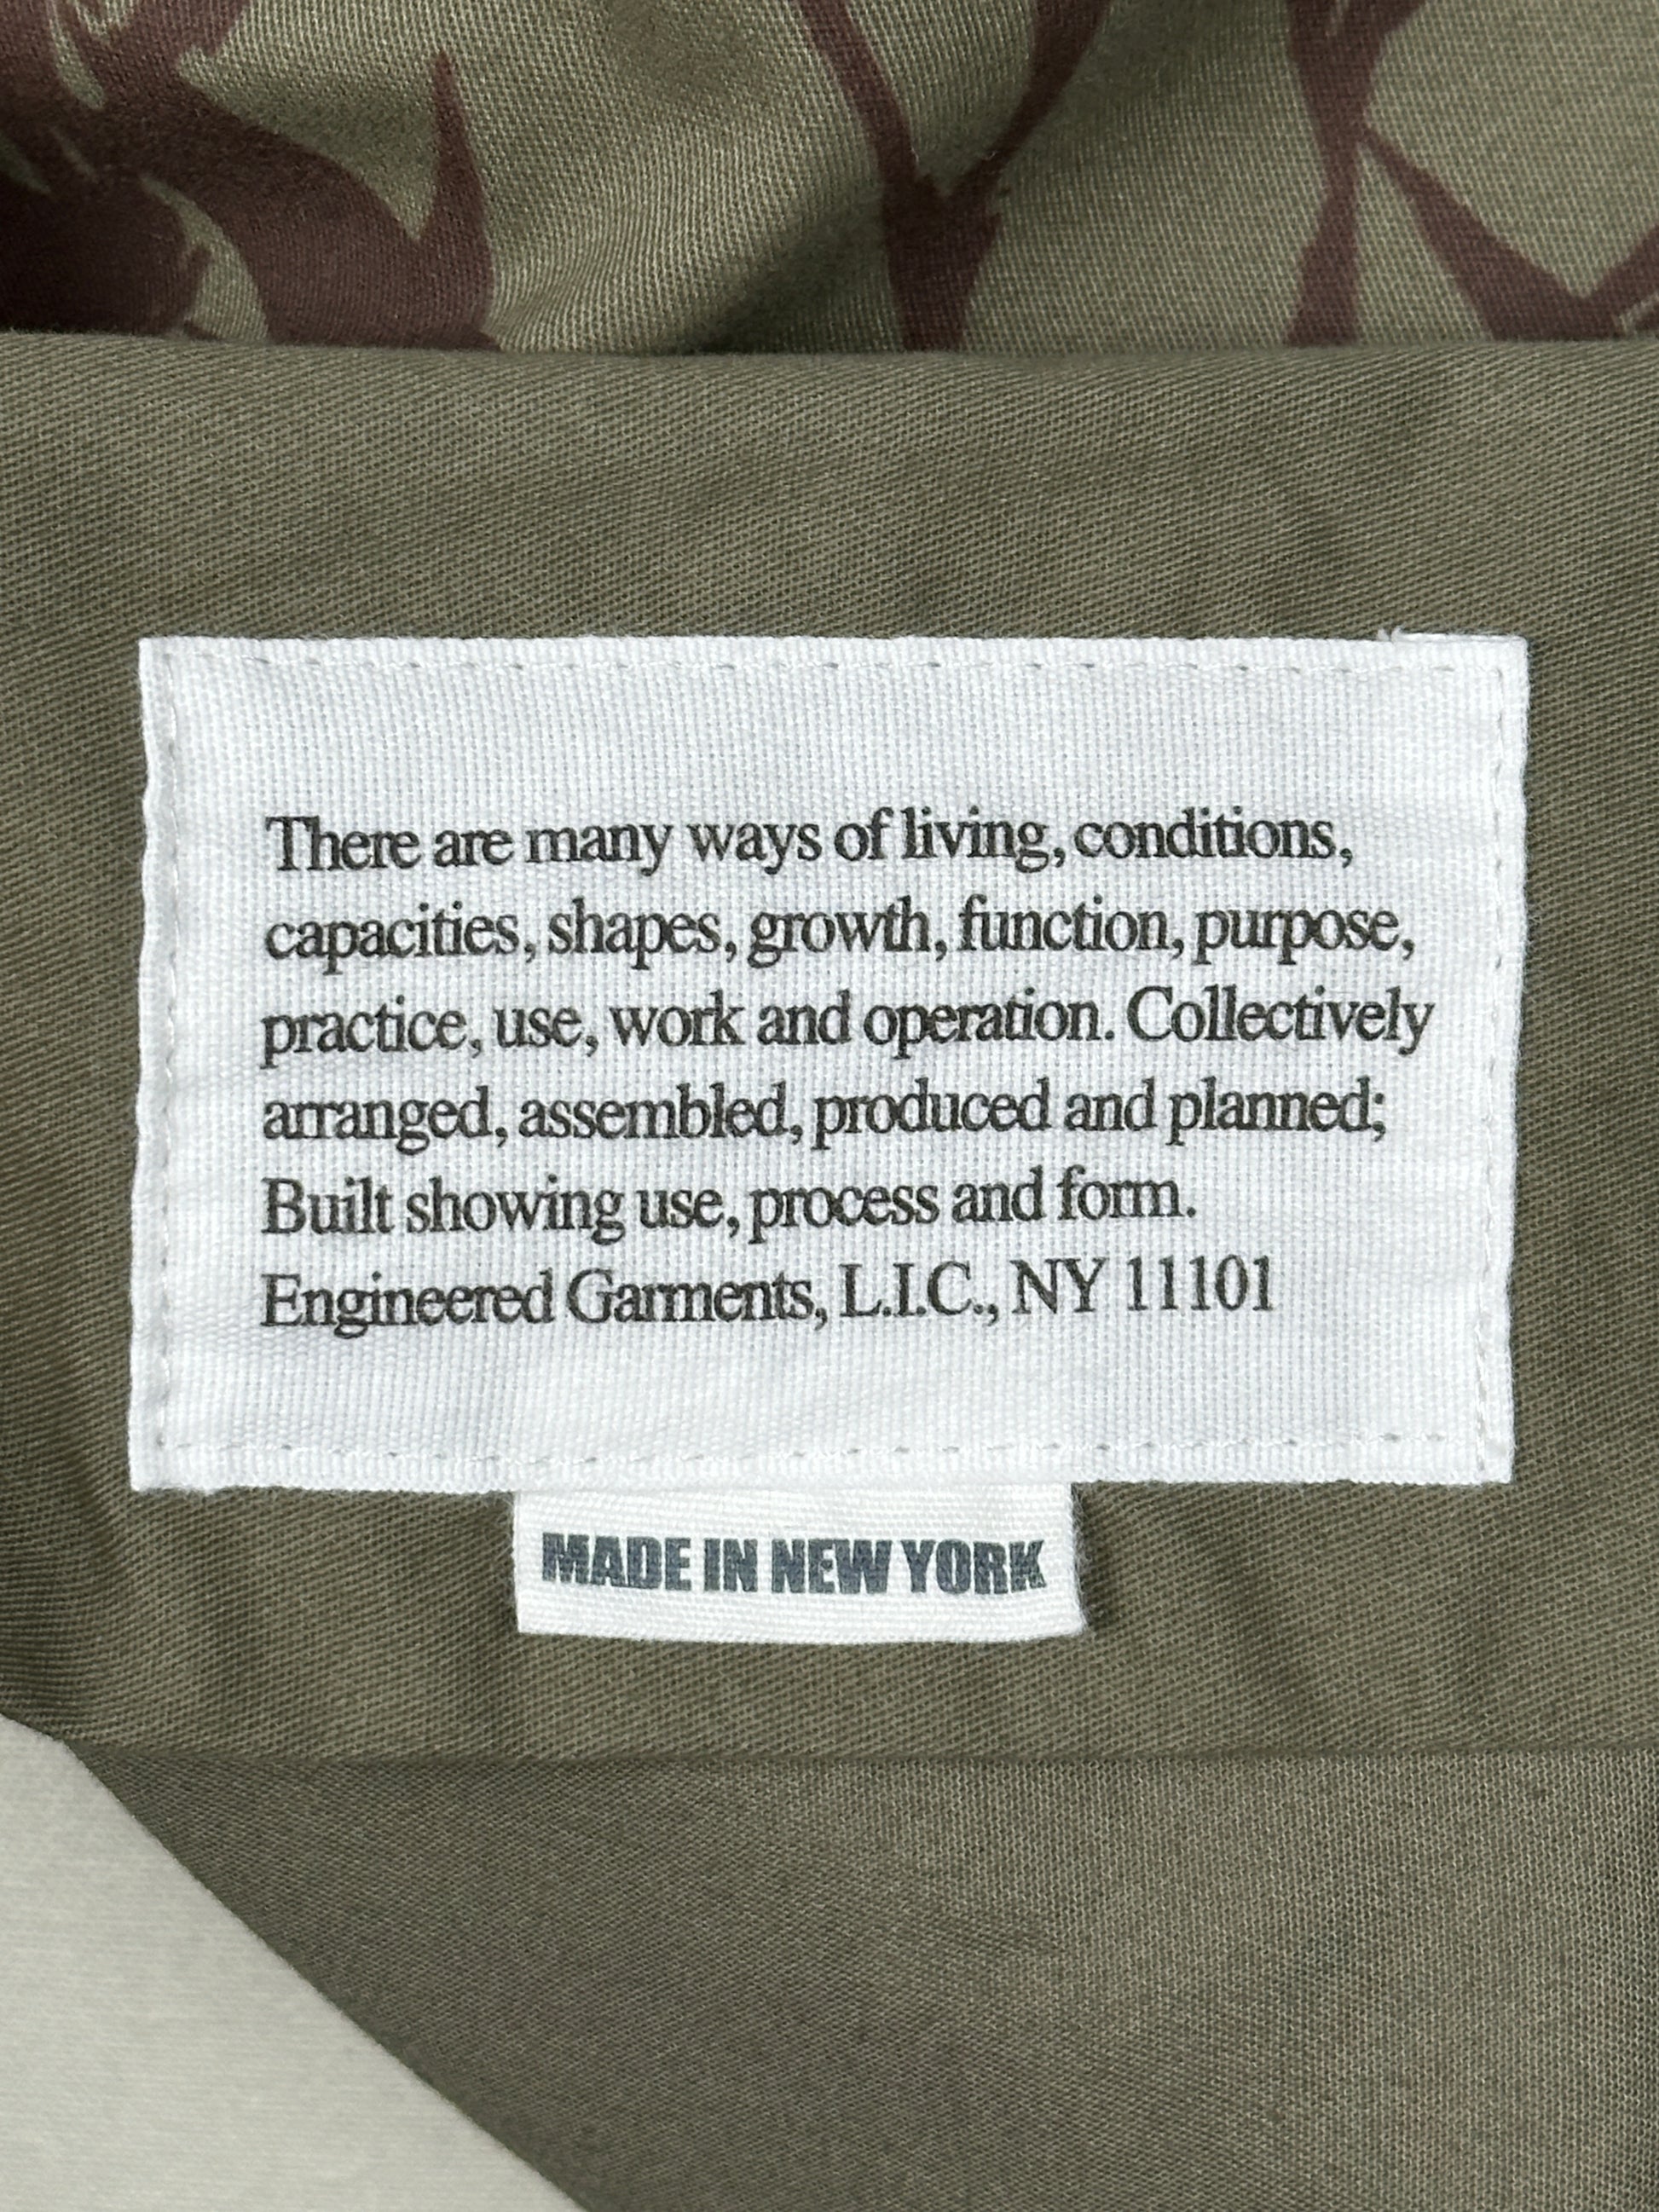 There are many ways of living, conditions,
capacities, shapes, growth, function, purpose,
practice, use, work and operation. Collectively
arranged, assembled, produced and planned;
Built showing use, process and form.
Engineered Garments, L.I.C., NY 11101
MADE IN NEW YORK